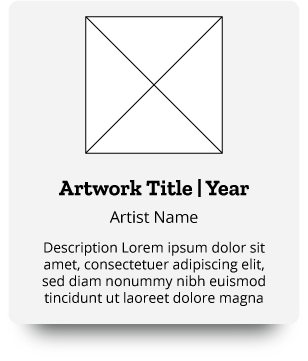 Artwork Title | Year
Artist Name
Description Lorem ipsum dolor sit
amet, consectetuer adipiscing elit,
sed diam nonummy nibh euismod
tincidunt ut laoreet dolore magna